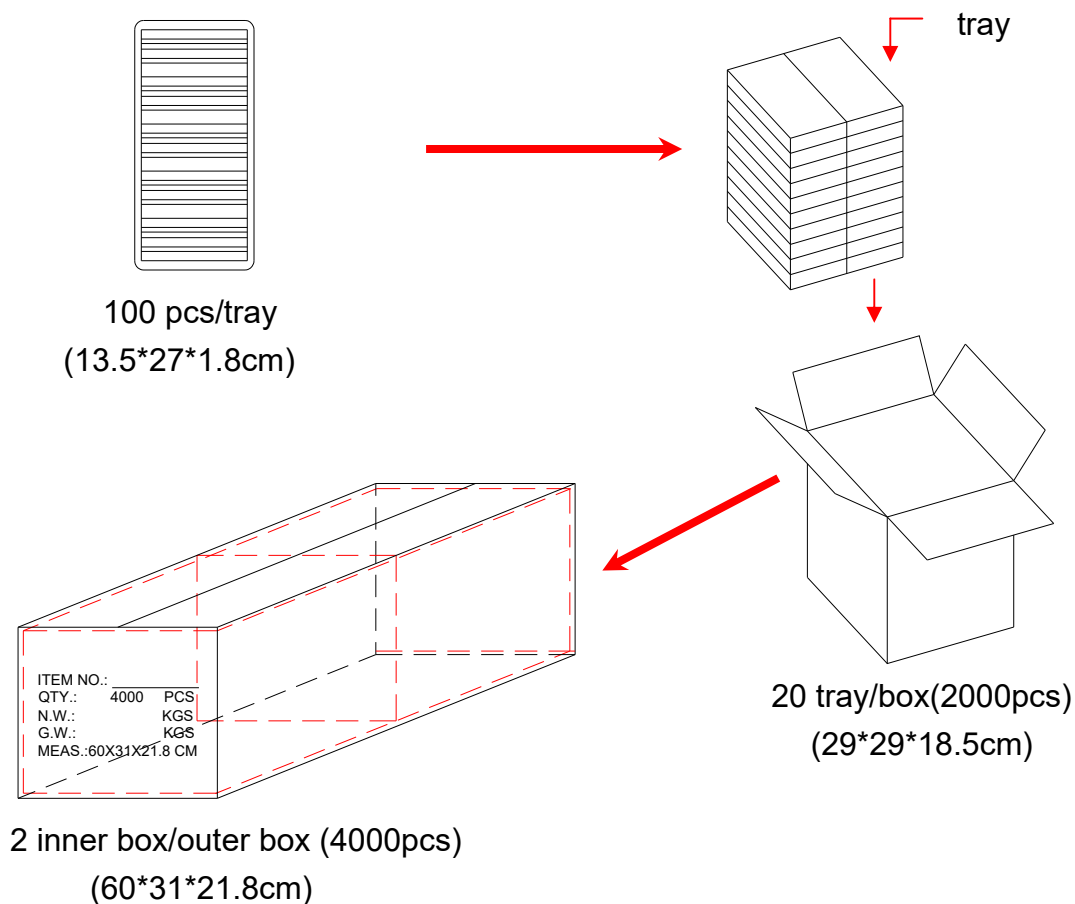 tray
100 pcs/tray
(13.5*27*1.8cm)
20 tray/box(2000pcs)
(29*29*18.5cm)
ITEM NO.:
QTY.: 4000 PCS
N.W.: KGS
G.W.: KGS
MEAS.:60X31X21.8 CM
2 inner box/outer box (4000pcs)
(60*31*21.8cm)